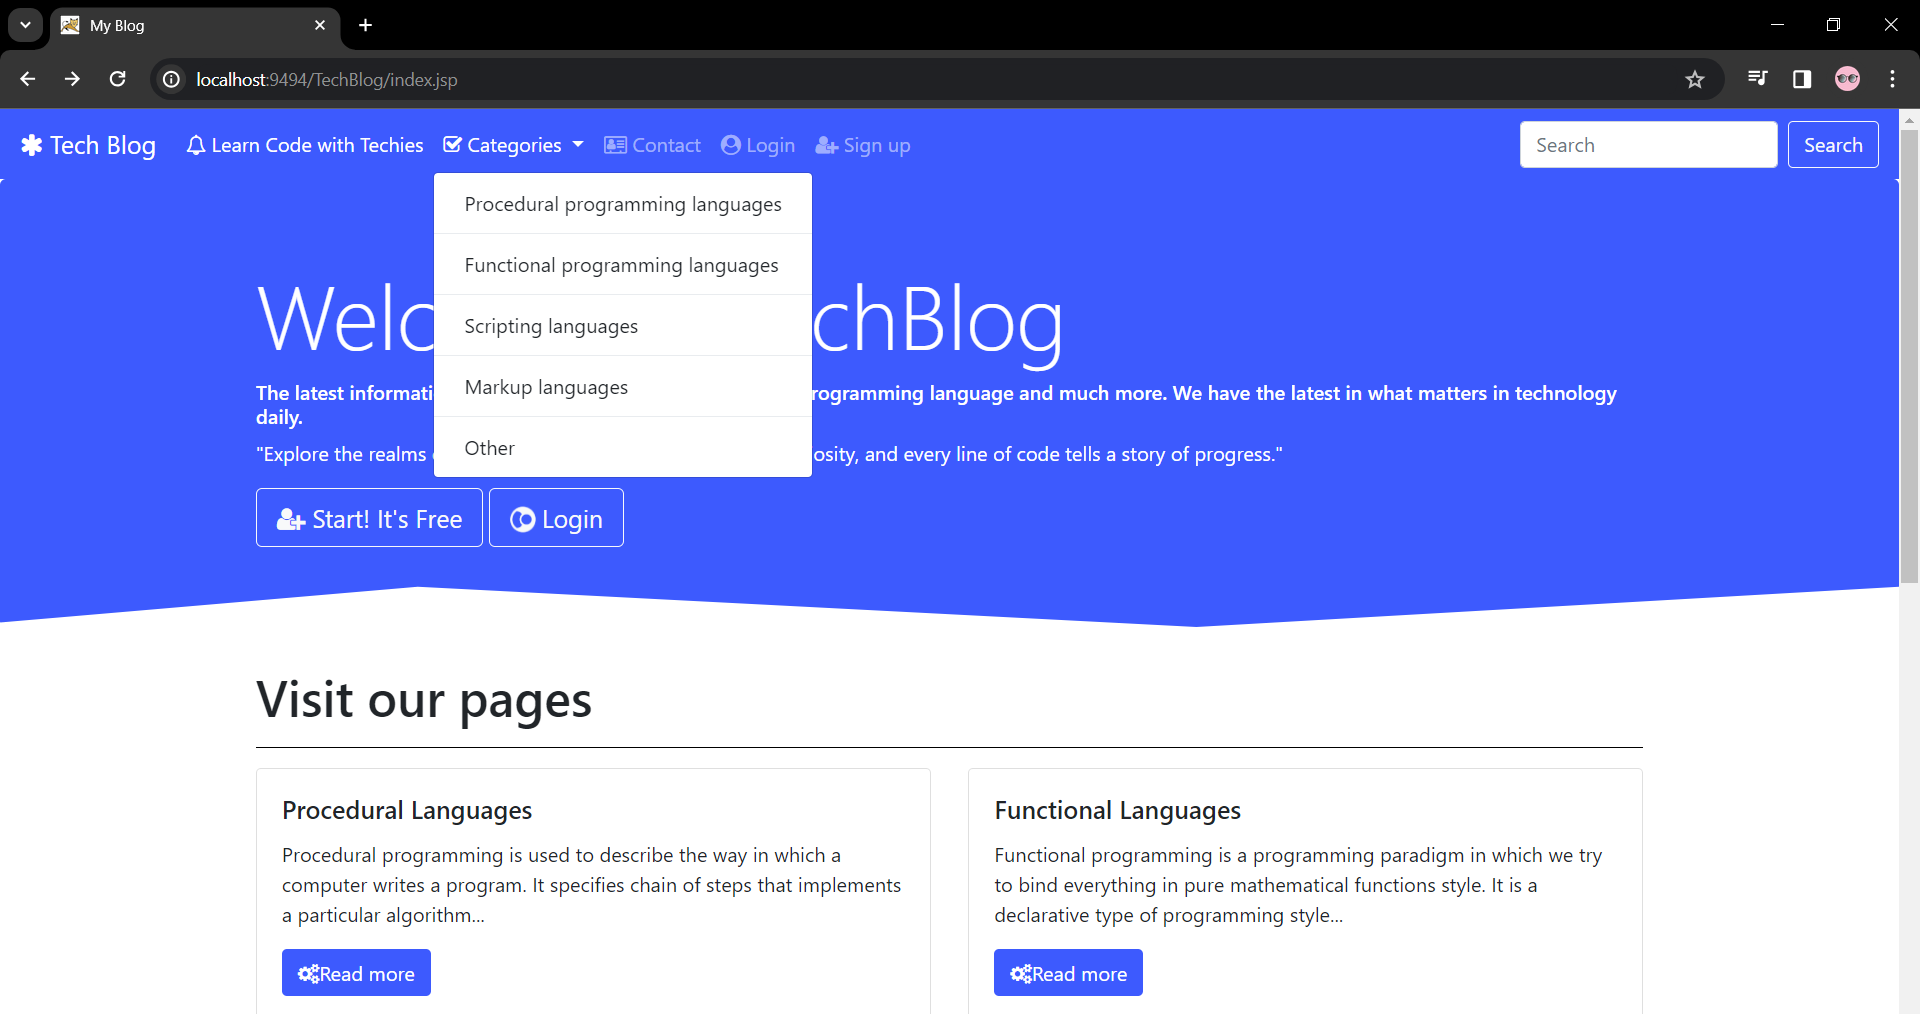 My Blog
localhost:9494/TechBlog/index.jsp
Tech Blog Learn Code with Techies Categories Contact Login Sign up Search Search
Procedural programming languages
Functional programming languages
Scripting languages
Markup languages
Other
Welc chBlog
The latest informati rogramming language and much more. We have the latest in what matters in technology
daily.
"Explore the realms osity, and every line of code tells a story of progress."
Start! It's Free Login
Visit our pages
Procedural Languages
Procedural programming is used to describe the way in which a
computer writes a program. It specifies chain of steps that implements
a particular algorithm...
Read more
Functional Languages
Functional programming is a programming paradigm in which we try
to bind everything in pure mathematical functions style. It is a
declarative type of programming style...
Read more